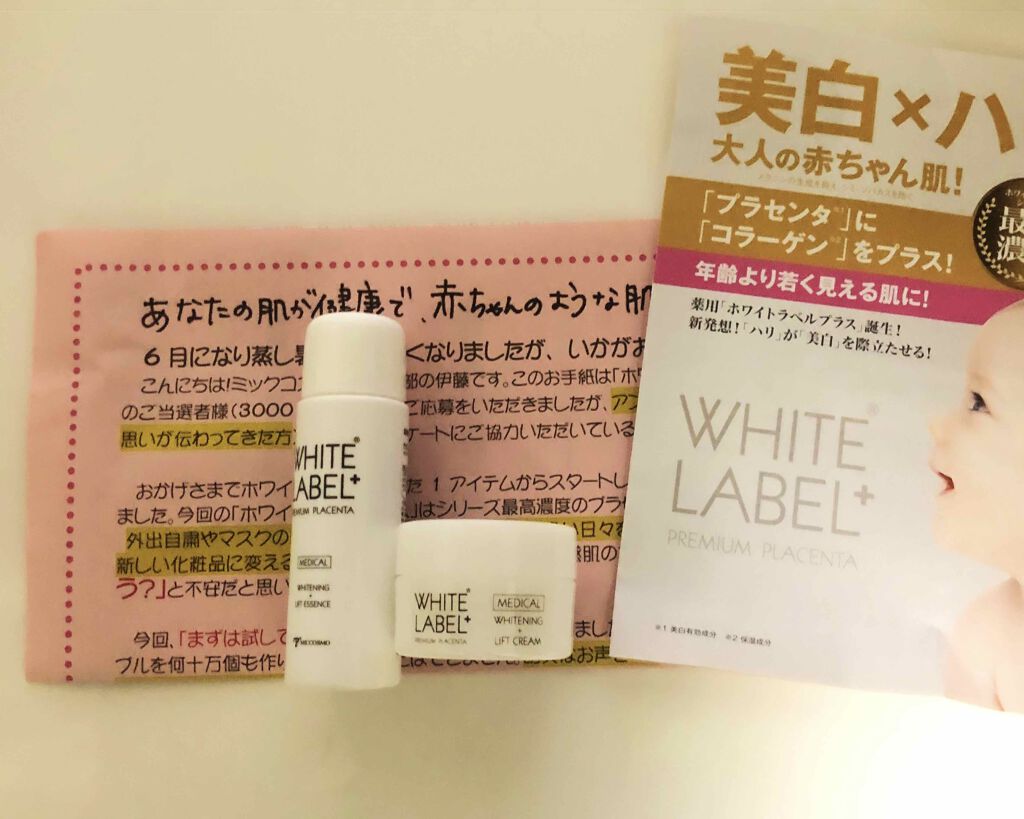 美白×ハ
大人の赤ちゃん肌!
「プラセンタ※1」に
「コラーゲン※2」をプラス!
年齢より若く見える肌に!
薬用「ホワイトラベルプラス」誕生!
新発想!「ハリ」が「美白」を際立たせる!
最
濃
WHITE®
LABEL+
PREMIUM PLACENTA
※1 美白有効成分 ※2 保湿成分
あなたの肌が健康で、赤ちゃんのような肌
6月になり蒸し くなりましたが、いかがお
こんにちは!ミックコス 部の伊藤です。このお手紙は「ホワ
のご当選者様(3000 ご応募をいただきましたが、アン
思いが伝わってきた方 ケートにご協力いただいている
おかげさまでホワイ た1アイテムからスタートし
ました。今回の「ホワイ 」はシリーズ最高濃度のプラ
外出自粛やマスクの い日々を
新しい化粧品に変える 肌の
う?」と不安だと思い
今回、「まずは試して ました
プルを何十万個も作り
WHITE®
LABEL+
PREMIUM PLACENTA
MEDICAL
WHITENING
+
LIFT ESSENCE
MICCOSMO
WHITE®
LABEL+
PREMIUM PLACENTA
MEDICAL
WHITENING
+
LIFT CREAM